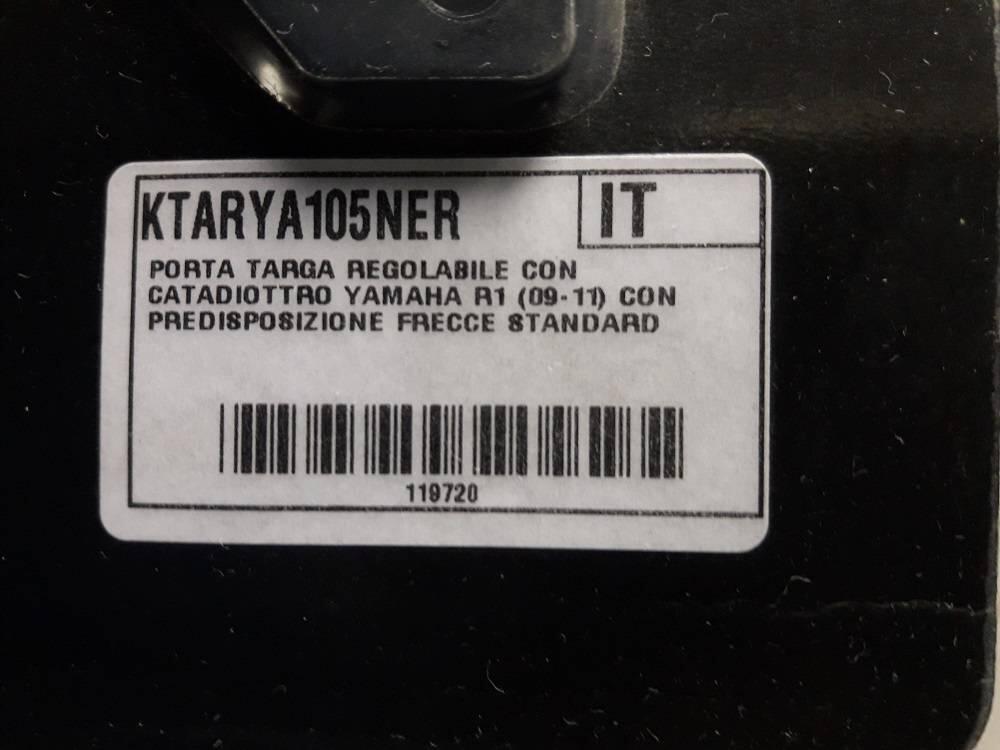 KTARYA105NER
IT
PORTA TARGA REGOLABILE CON
CATADIOTTRO YAMAHA R1 (09-11) CON
PREDISPOSIZIONE FRECCE STANDARD
119720